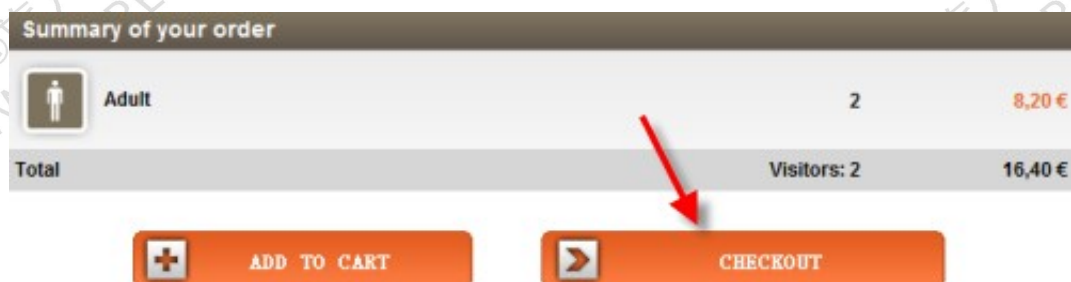 Summary of your order
Adult 2 8,20 €
Total Visitors: 2 16,40 €
ADD TO CART CHECKOUT